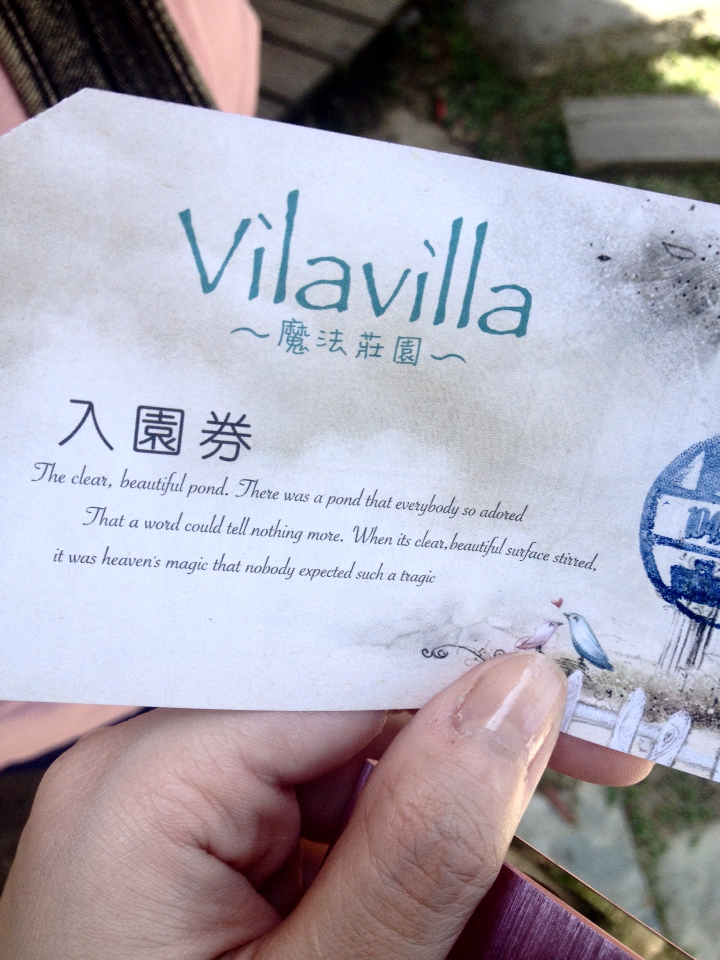 Vilavilla
～魔法莊園～
入園券
The clear, beautiful pond. There was a pond that everybody so adored
That a word could tell nothing more. When its clear,beautiful surface stirred,
it was heaven's magic that nobody expected such a tragic